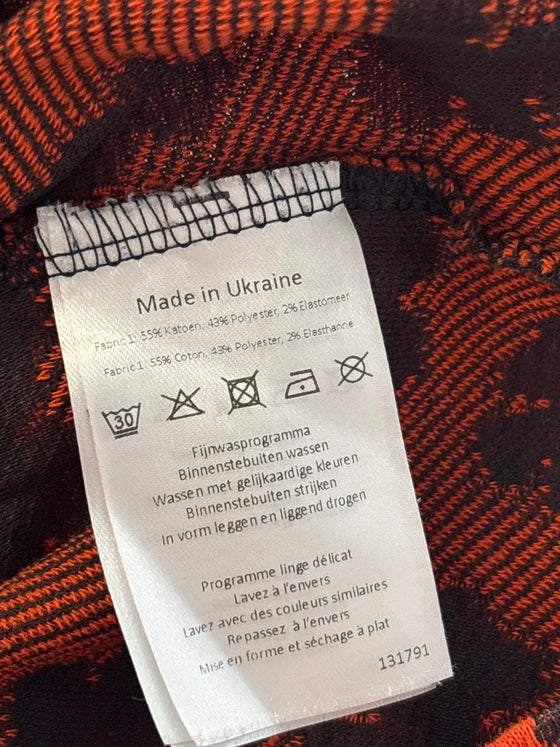 Made in Ukraine
Fabric 1: 55% Katoen, 43% Polyester, 2% Elastomeer
Fabric 1: 55% Coton, 43% Polyester, 2% Elasthanne
30
Fijnwasprogramma
Binnenstebuiten wassen
Wassen met gelijkaardige kleuren
Binnenstebuiten strijken
In vorm leggen en liggend drogen
Programme linge délicat
Lavez à l'envers
Lavez avec des couleurs similaires
Repassez à l'envers
Mise en forme et séchage à plat
131791